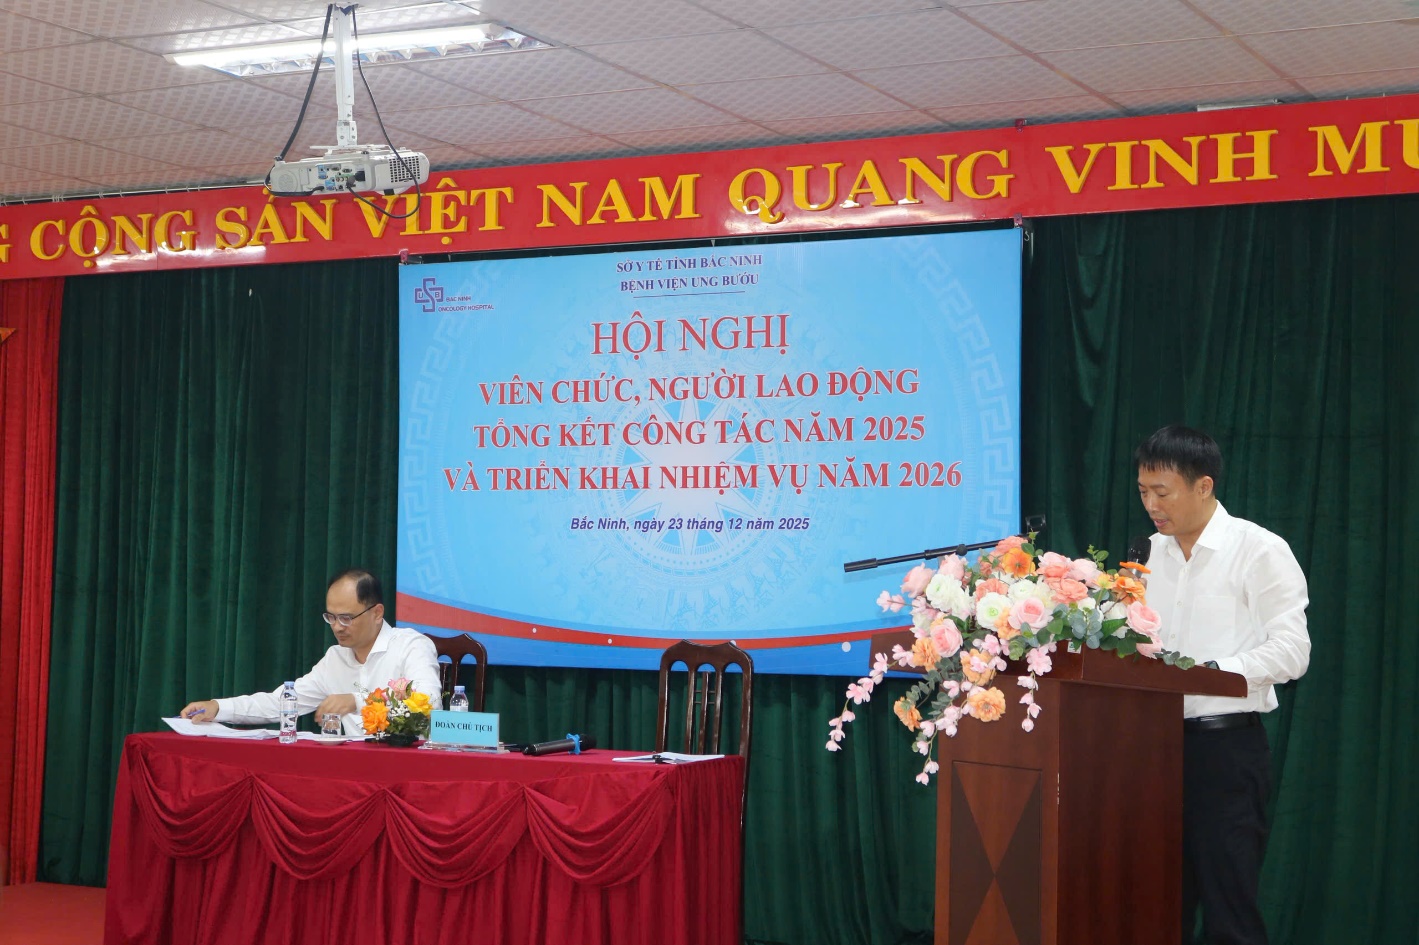 G CỘNG SẢN VIỆT NAM QUANG VINH MU
SỞ Y TẾ TỈNH BẮC NINH
BỆNH VIỆN UNG BƯỚU
USB
BAC NINH
ONCOLOGY HOSPITAL
HỘI NGHỊ
VIÊN CHỨC, NGƯỜI LAO ĐỘNG
TỔNG KẾT CÔNG TÁC NĂM 2025
VÀ TRIỂN KHAI NHIỆM VỤ NĂM 2026
Bắc Ninh, ngày 23 tháng 12 năm 2025
ĐOÀN CHỦ TỊCH